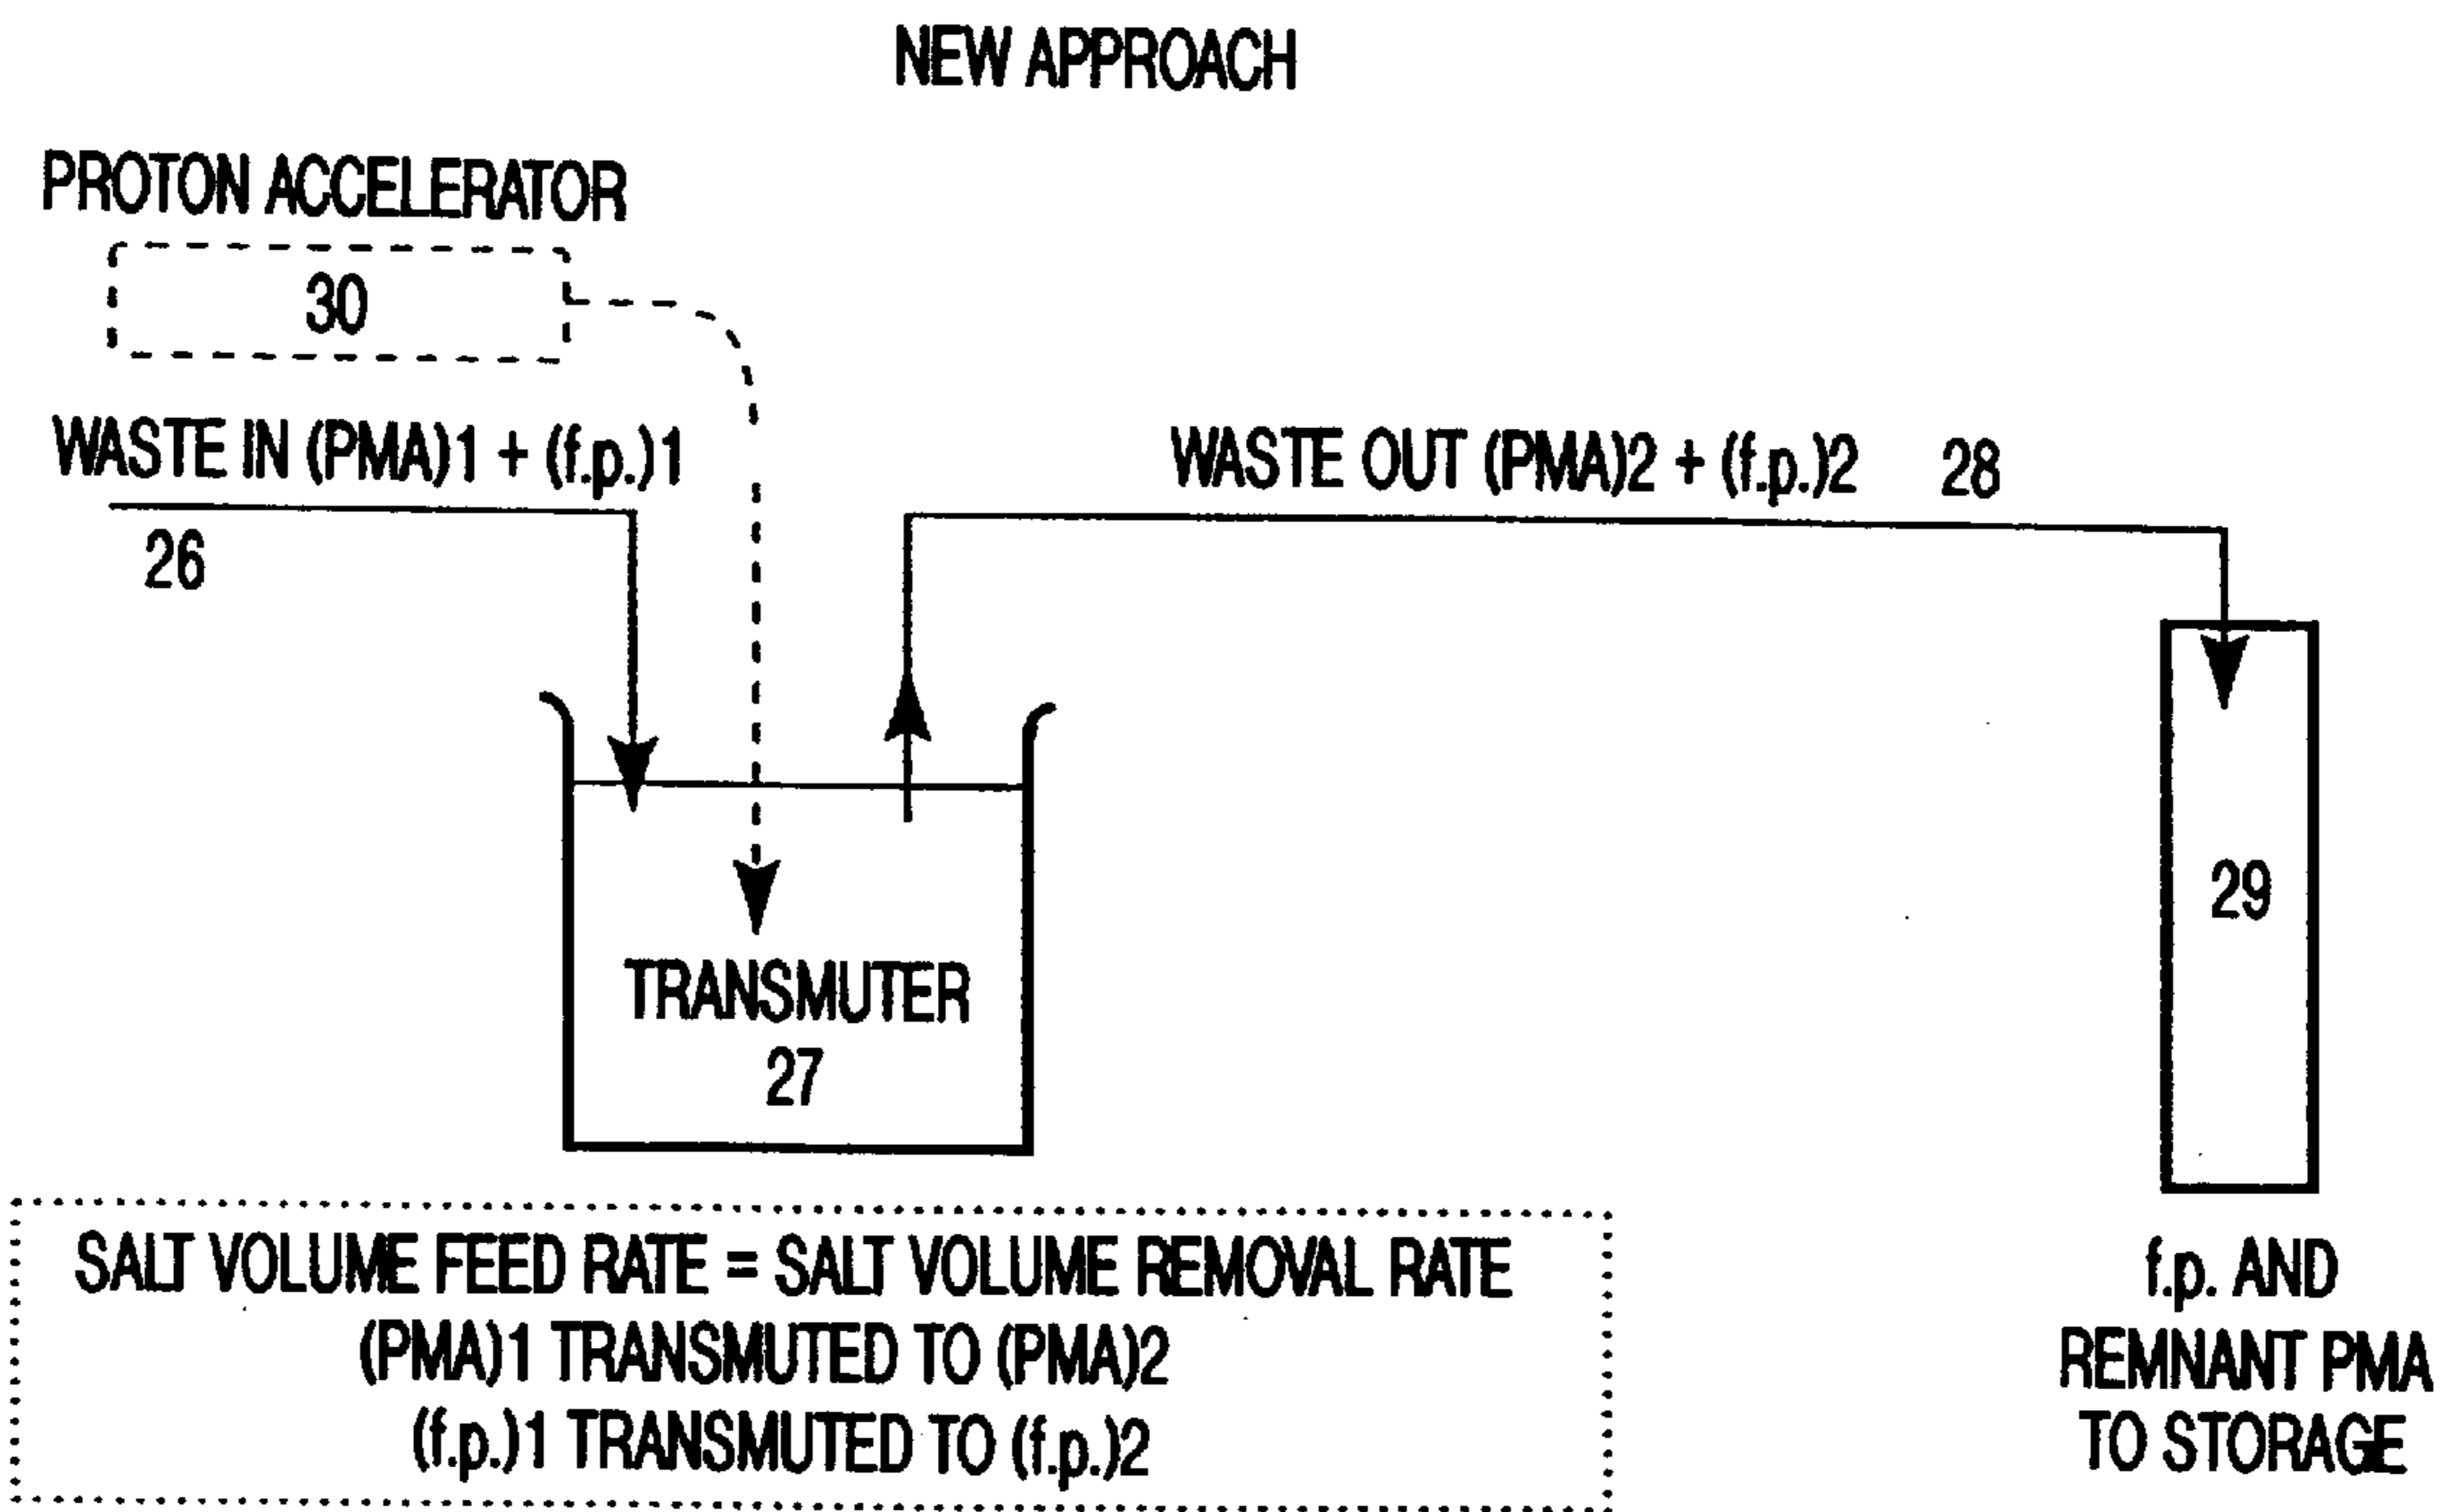 NEW APPROACH
PROTON ACCELERATOR
30
WASTE IN (PMA)1 + (f.p.)1
26
WASTE OUT (PMA)2 + (f.p.)2 28
TRANSMUTER
27
29
SALT VOLUME FEED RATE = SALT VOLUME REMOVAL RATE
(PMA)1 TRANSMUTED TO (PMA)2
(f.p.)1 TRANSMUTED TO (f.p.)2
f.p. AND
REMNANT PMA
TO STORAGE